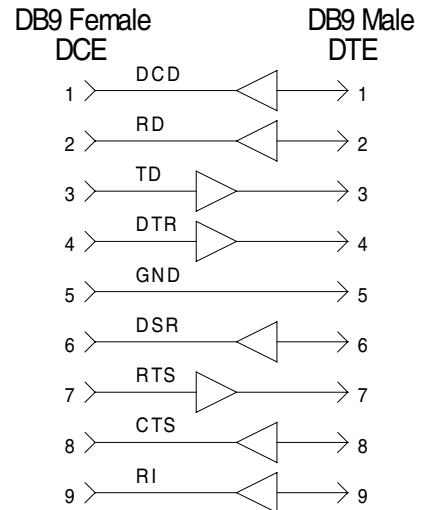 DB9 Female DB9 Male
DCE DTE
1 DCD 1
2 RD 2
3 TD 3
4 DTR 4
5 GND 5
6 DSR 6
7 RTS 7
8 CTS 8
9 RI 9